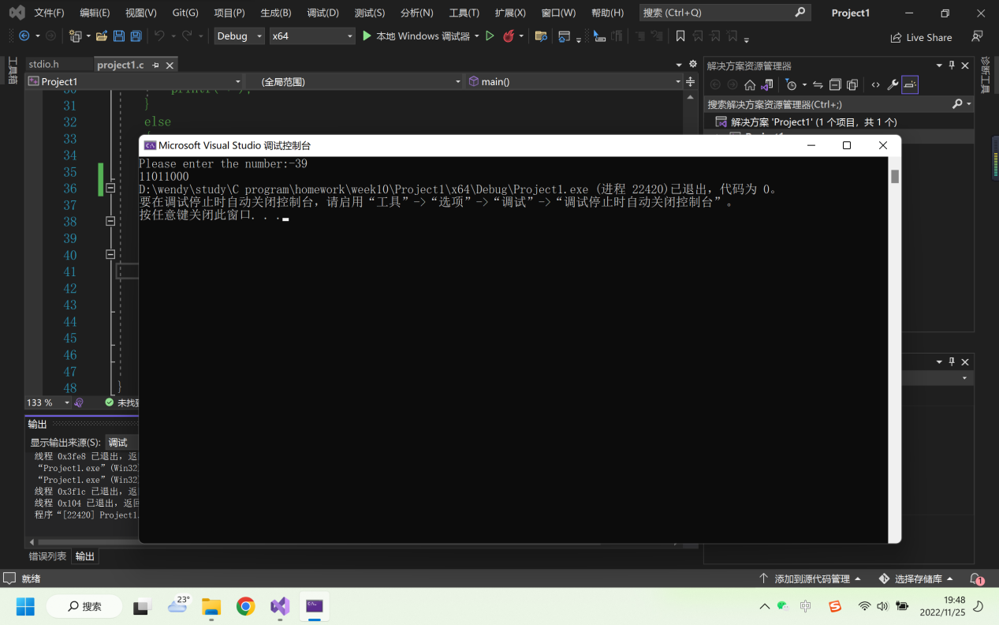 文件(F) 编辑(E) 视图(V) Git(G) 项目(P) 生成(B) 调试(D) 测试(S) 分析(N) 工具(T) 扩展(X) 窗口(W) 帮助(H) 搜索 (Ctrl+Q) Project1
Debug x64 本地 Windows 调试器 Live Share
工具箱
stdio.h project1.c
Project1 (全局范围) main()
31 }
32 else
33
34
35
36
37
38
39
40
41
42
43
44
45
46
47
48 }
133 % 未找到
Microsoft Visual Studio 调试控制台
Please enter the number:-39
11011000
D:\wendy\study\C program\homework\week10\Project1\x64\Debug\Project1.exe (进程 22420)已退出，代码为 0。
要在调试停止时自动关闭控制台，请启用“工具”->“选项”->“调试”->“调试停止时自动关闭控制台”。
按任意键关闭此窗口. . .
解决方案资源管理器
搜索解决方案资源管理器(Ctrl+;)
解决方案 'Project1' (1 个项目，共 1 个)
诊断工具
输出
显示输出来源(S): 调试
线程 0x3fe8 已退出，返
“Project1.exe”(Win32
“Project1.exe”(Win32
线程 0x3f1c 已退出，返
线程 0x104 已退出，返回
程序“[22420] Project1.
错误列表 输出
就绪 添加到源代码管理 选择存储库 1
搜索 23° 中 19:48
2022/11/25